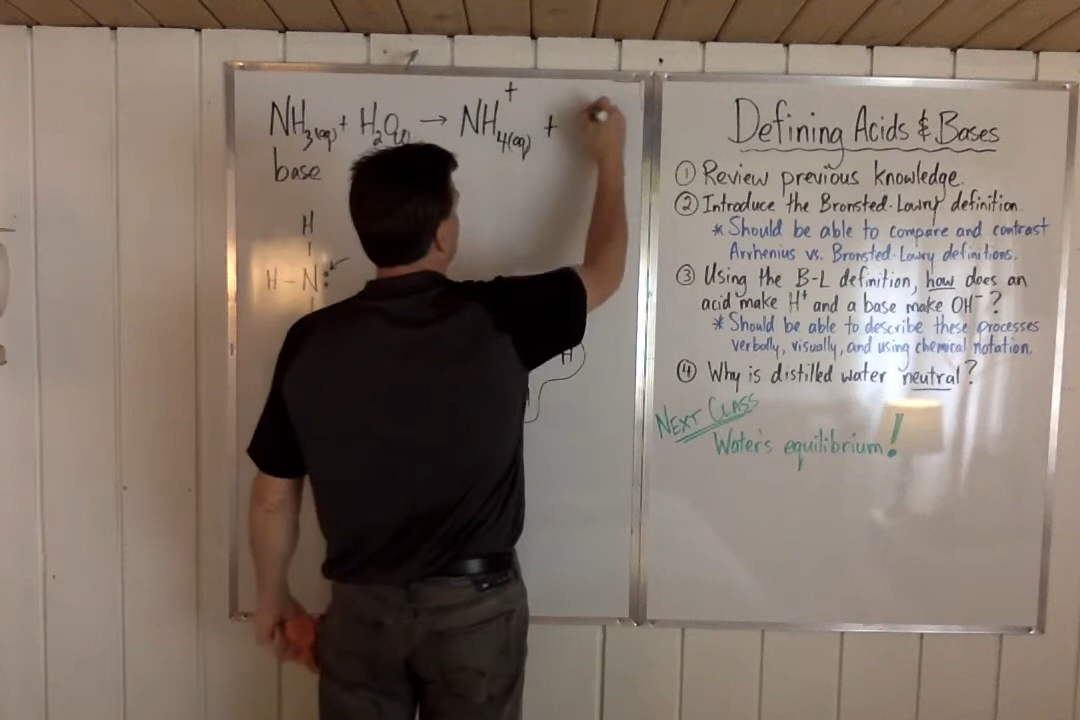 NH3(aq) + H2O(l) → NH4(aq)+ +
base
H
H - N:
H
Defining Acids & Bases
① Review previous knowledge.
② Introduce the Bronsted-Lowry definition.
* Should be able to compare and contrast
Arrhenius vs. Bronsted-Lowry definitions.
③ Using the B-L definition, how does an
acid make H+ and a base make OH-?
* Should be able to describe these processes
verbally, visually, and using chemical notation.
④ Why is distilled water neutral?
NEXT CLASS
Water's equilibrium!